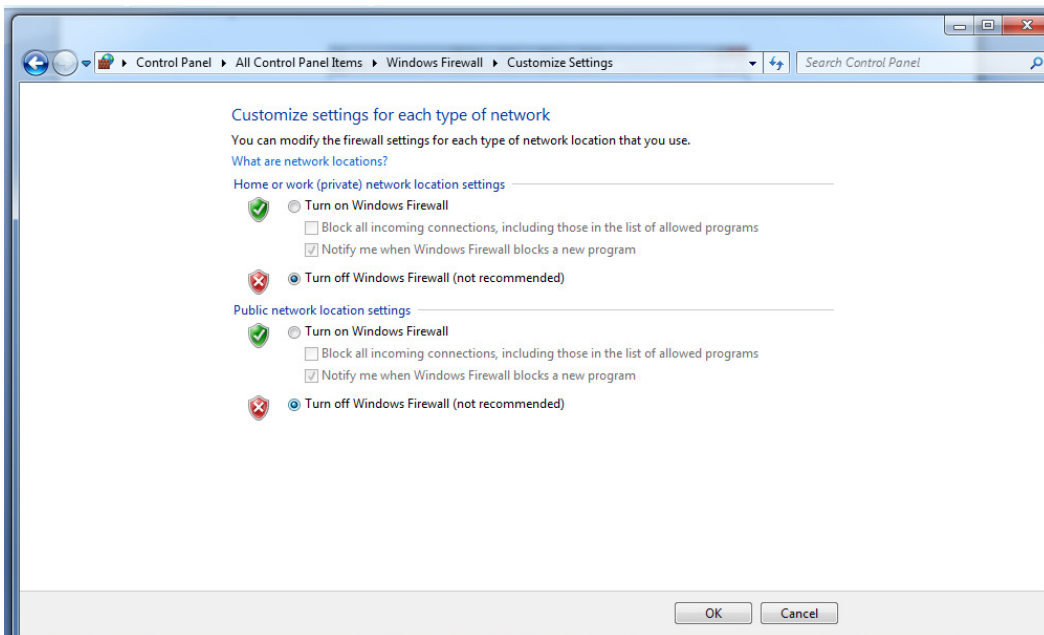 Control Panel ▸ All Control Panel Items ▸ Windows Firewall ▸ Customize Settings
Search Control Panel
Customize settings for each type of network
You can modify the firewall settings for each type of network location that you use.
What are network locations?
Home or work (private) network location settings
Turn on Windows Firewall
Block all incoming connections, including those in the list of allowed programs
Notify me when Windows Firewall blocks a new program
Turn off Windows Firewall (not recommended)
Public network location settings
Turn on Windows Firewall
Block all incoming connections, including those in the list of allowed programs
Notify me when Windows Firewall blocks a new program
Turn off Windows Firewall (not recommended)
OK
Cancel